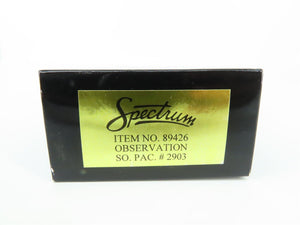 Spectrum
ITEM NO. 89426
OBSERVATION
SO. PAC. # 2903